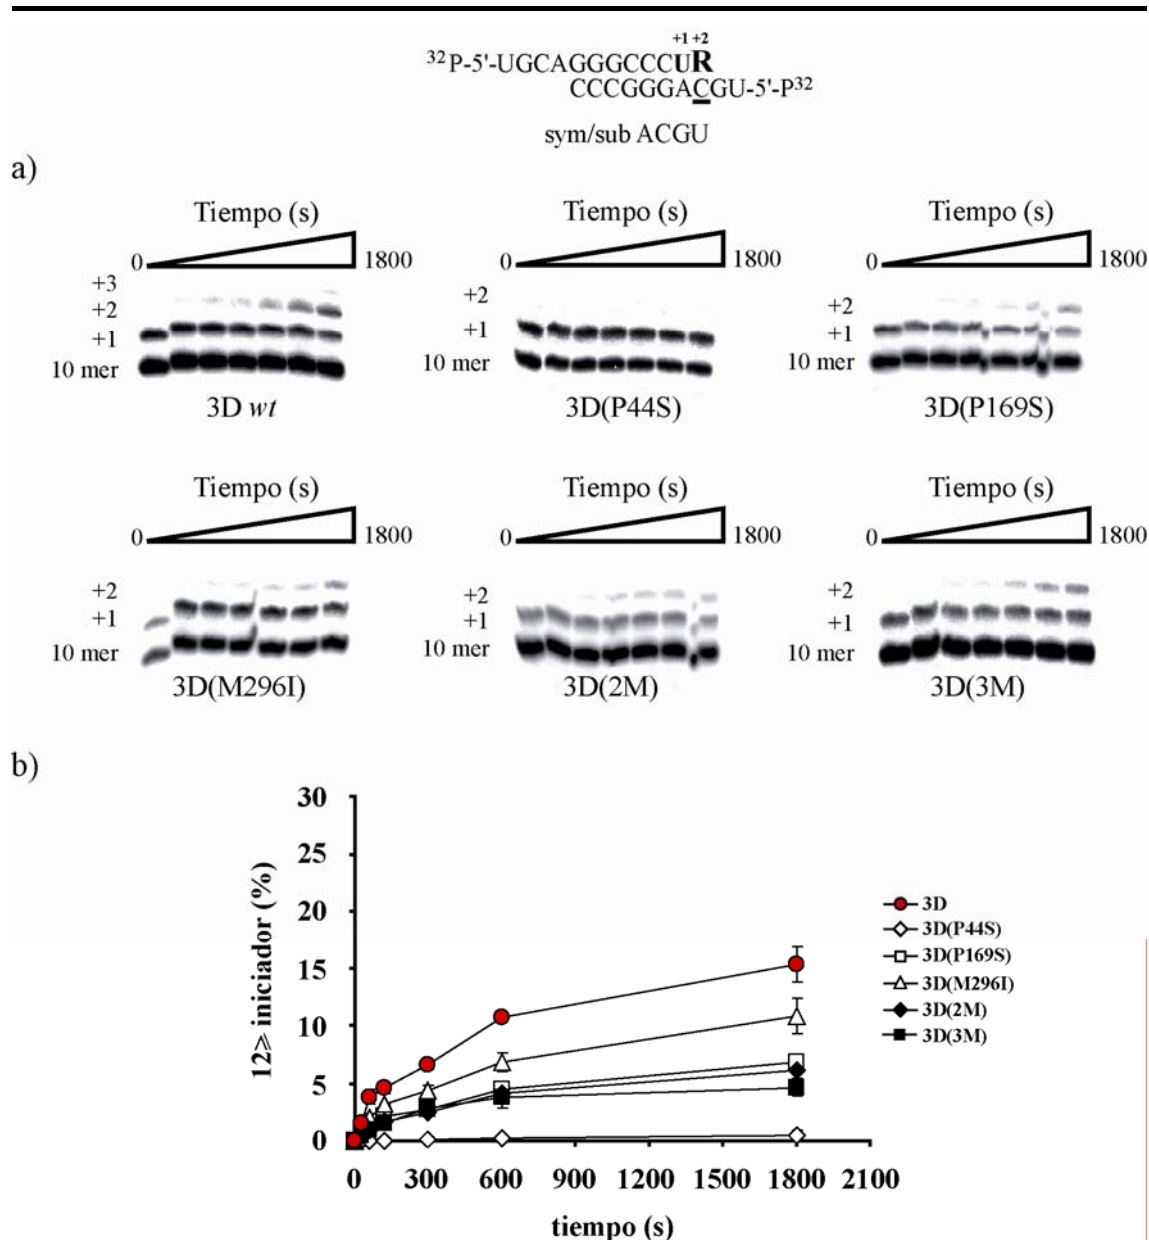 +1 +2
32P-5'-UGCAGGGCCCUR
CCCGGGACGU-5'-P32
sym/sub ACGU
a)
Tiempo (s)
0 1800
+3
+2
+1
10 mer
3D wt
Tiempo (s)
0 1800
+2
+1
10 mer
3D(P44S)
Tiempo (s)
0 1800
+2
+1
10 mer
3D(P169S)
Tiempo (s)
0 1800
+2
+1
10 mer
3D(M296I)
Tiempo (s)
0 1800
+2
+1
10 mer
3D(2M)
Tiempo (s)
0 1800
+2
+1
10 mer
3D(3M)
b)
12≥ iniciador (%)
30
25
20
15
10
5
0
0 300 600 900 1200 1500 1800 2100
tiempo (s)
3D
3D(P44S)
3D(P169S)
3D(M296I)
3D(2M)
3D(3M)